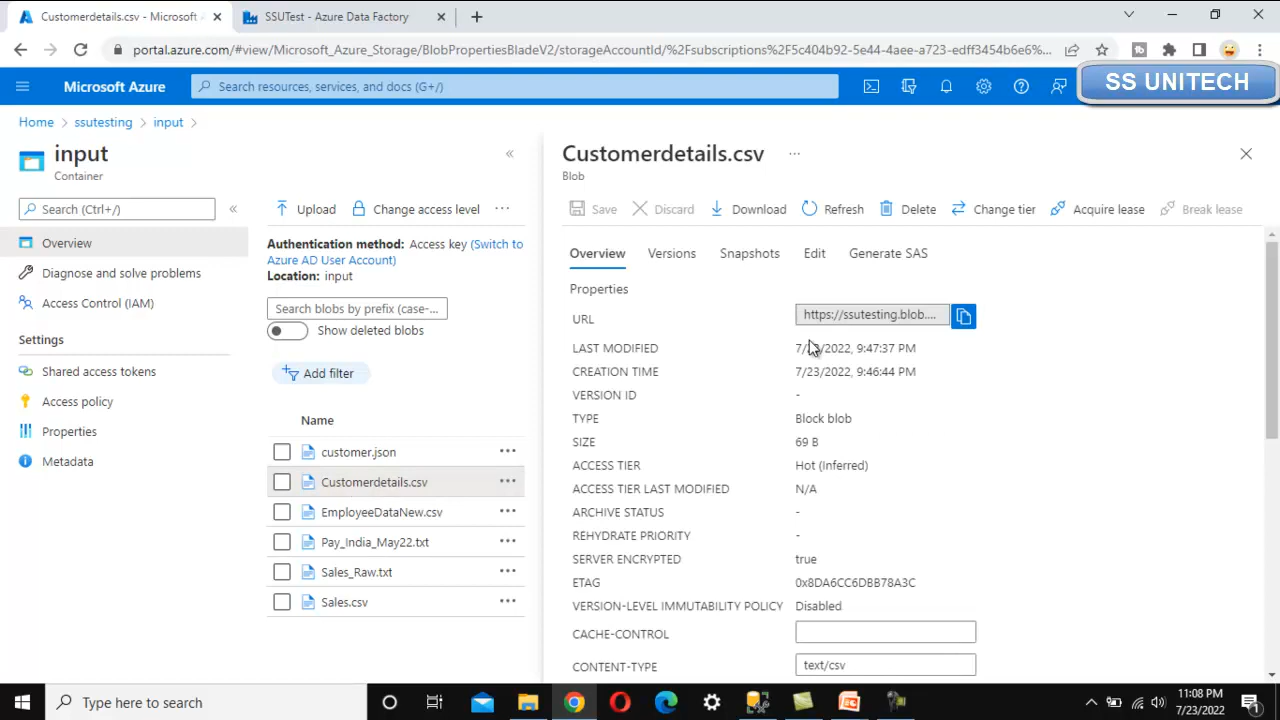 Customerdetails.csv - Microsoft
SSUTest - Azure Data Factory
portal.azure.com/#view/Microsoft_Azure_Storage/BlobPropertiesBladeV2/storageAccountId/%2Fsubscriptions%2F5c404b92-5e44-4aee-a723-edff3454b6e6%...
Microsoft Azure
Search resources, services, and docs (G+/)
SS UNITECH
Home > ssutesting > input >
input
Container
Customerdetails.csv ...
Blob
Search (Ctrl+/)
Upload
Change access level
Save
Discard
Download
Refresh
Delete
Change tier
Acquire lease
Break lease
Overview
Diagnose and solve problems
Access Control (IAM)
Settings
Shared access tokens
Access policy
Properties
Metadata
Authentication method: Access key (Switch to
Azure AD User Account)
Location: input
Search blobs by prefix (case-...
Show deleted blobs
Add filter
Name
customer.json
Customerdetails.csv
EmployeeDataNew.csv
Pay_India_May22.txt
Sales_Raw.txt
Sales.csv
Overview Versions Snapshots Edit Generate SAS
Properties
URL https://ssutesting.blob....
LAST MODIFIED 7/23/2022, 9:47:37 PM
CREATION TIME 7/23/2022, 9:46:44 PM
VERSION ID -
TYPE Block blob
SIZE 69 B
ACCESS TIER Hot (Inferred)
ACCESS TIER LAST MODIFIED N/A
ARCHIVE STATUS -
REHYDRATE PRIORITY -
SERVER ENCRYPTED true
ETAG 0x8DA6CC6DBB78A3C
VERSION-LEVEL IMMUTABILITY POLICY Disabled
CACHE-CONTROL
CONTENT-TYPE text/csv
Type here to search
11:08 PM
7/23/2022
1